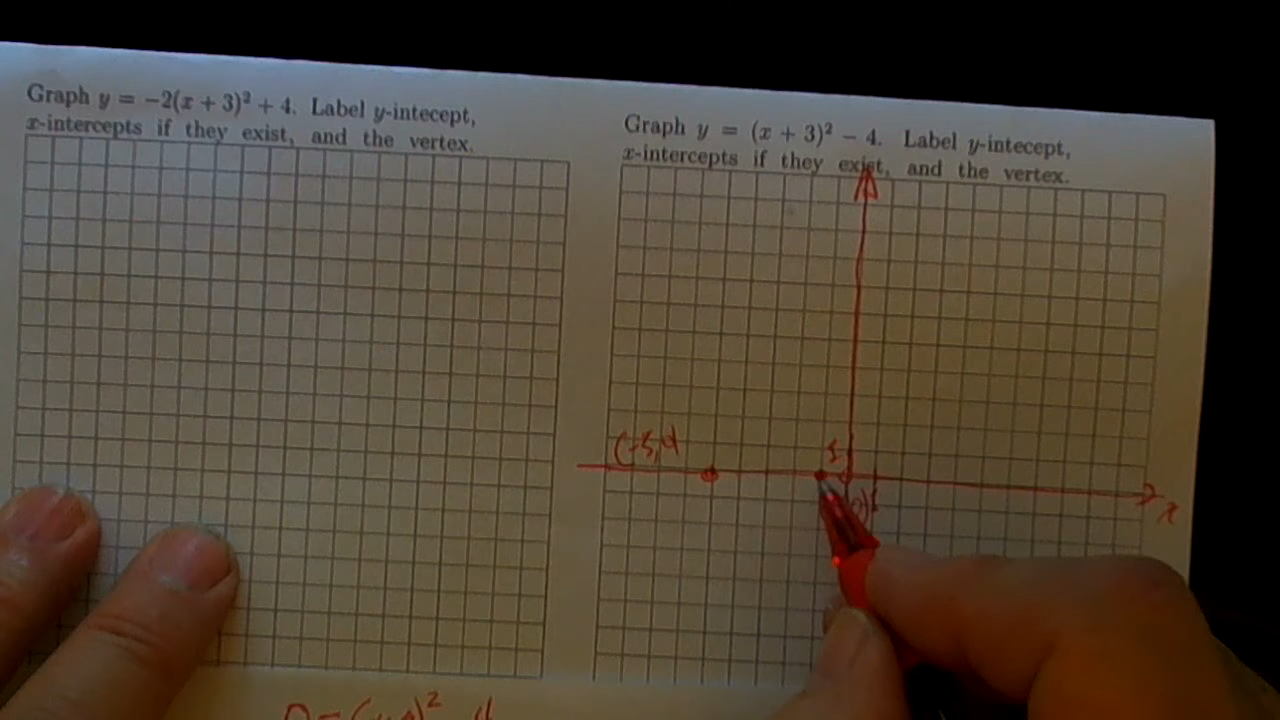 Graph y = −2(x + 3)² + 4. Label y-intecept,
x-intercepts if they exist, and the vertex.
Graph y = (x + 3)² − 4. Label y-intecept,
x-intercepts if they exist, and the vertex.
x